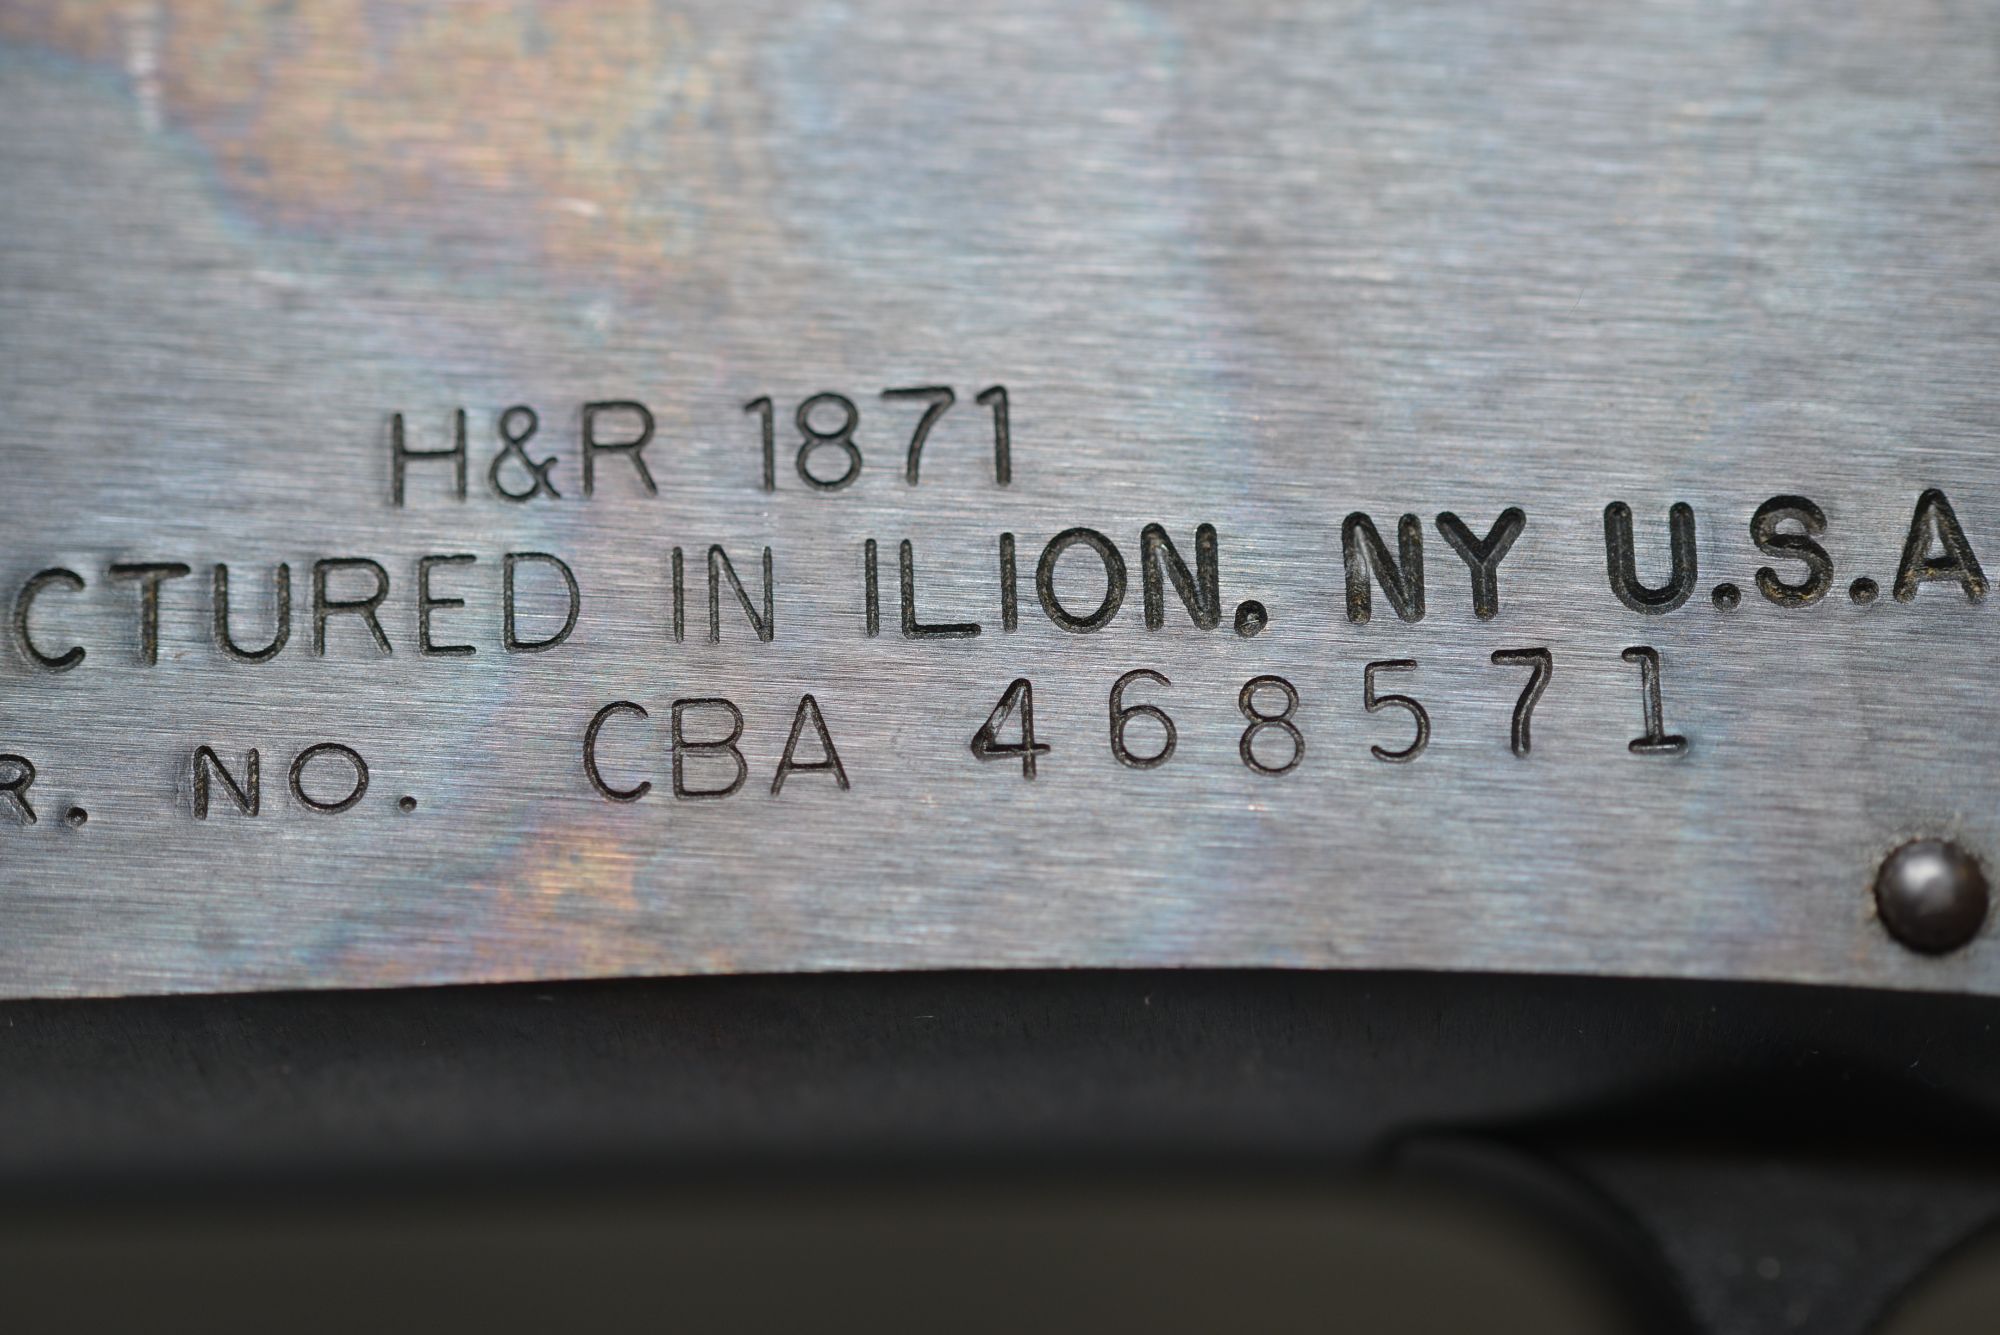 H&R 1871
CTURED IN ILION, NY U.S.A
R. NO. CBA 468571